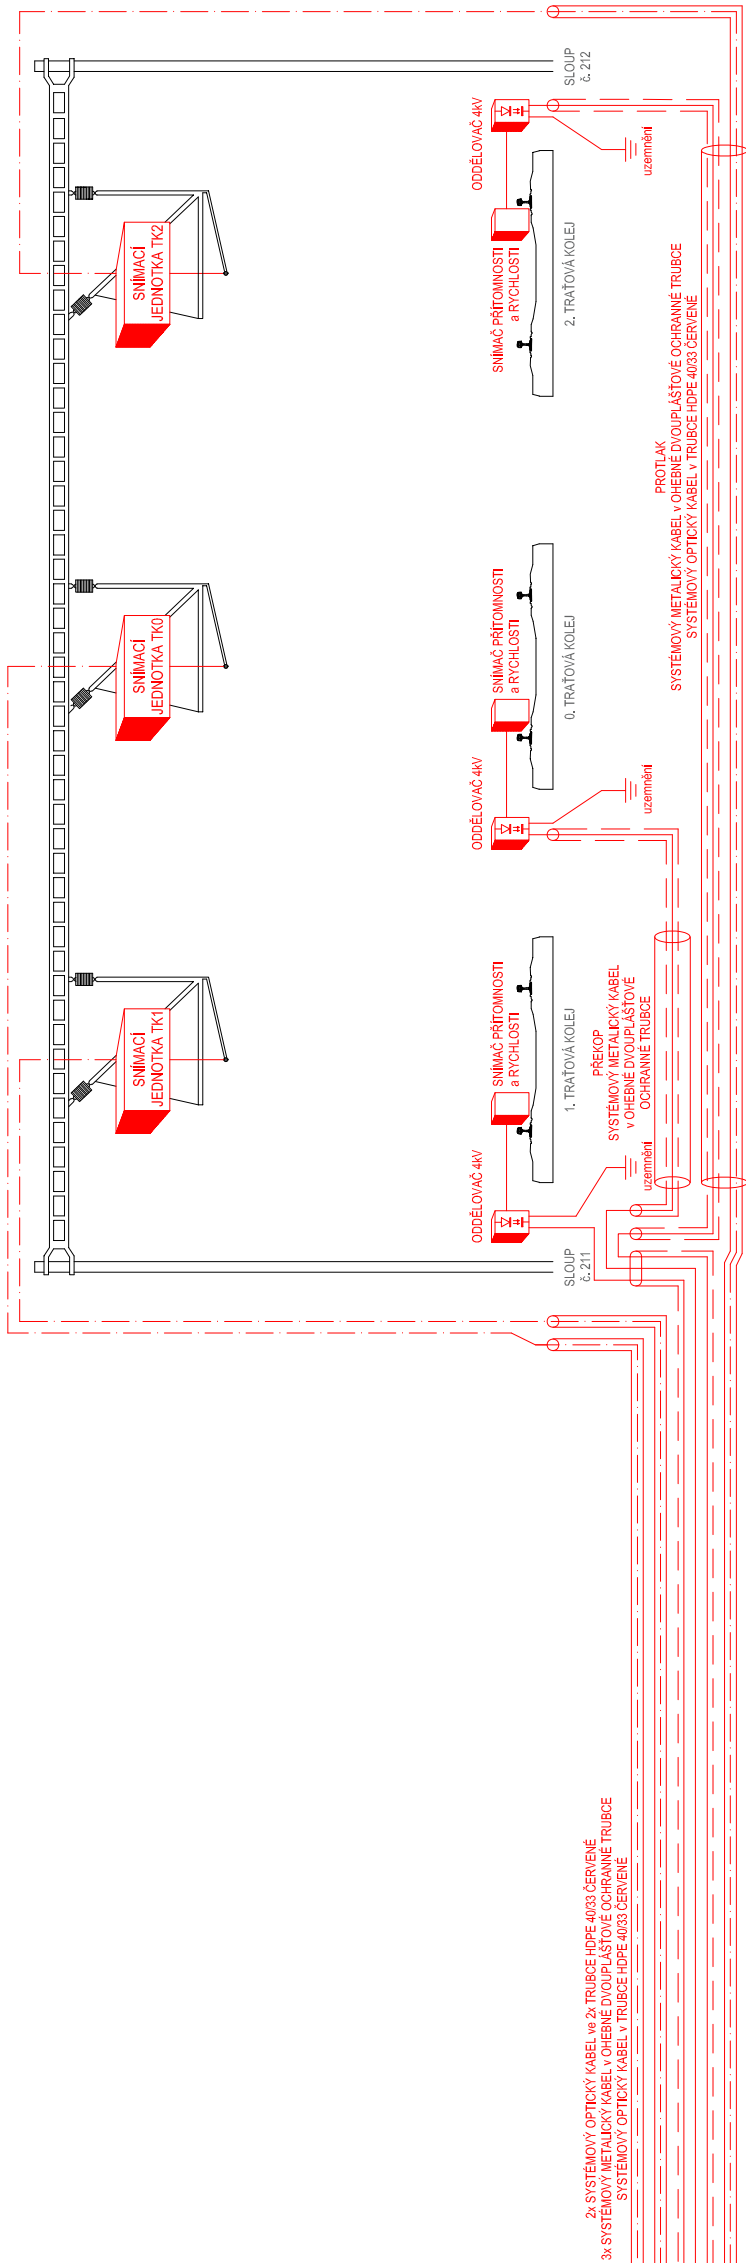 SNÍMACÍ
JEDNOTKA TK1
SNÍMACÍ
JEDNOTKA TK0
SNÍMACÍ
JEDNOTKA TK2
SLOUP
č. 211
ODDĚLOVAČ 4kV
SNÍMAČ PŘÍTOMNOSTI
a RYCHLOSTI
1. TRAŤOVÁ KOLEJ
uzemnění
ODDĚLOVAČ 4kV
SNÍMAČ PŘÍTOMNOSTI
a RYCHLOSTI
0. TRAŤOVÁ KOLEJ
uzemnění
SNÍMAČ PŘÍTOMNOSTI
a RYCHLOSTI
ODDĚLOVAČ 4kV
2. TRAŤOVÁ KOLEJ
uzemnění
SLOUP
č. 212
PŘEKOP
SYSTÉMOVÝ METALICKÝ KABEL
v OHEBNÉ DVOUPLÁŠŤOVÉ
OCHRANNÉ TRUBCE
PROTLAK
SYSTÉMOVÝ METALICKÝ KABEL v OHEBNÉ DVOUPLÁŠŤOVÉ OCHRANNÉ TRUBCE
SYSTÉMOVÝ OPTICKÝ KABEL v TRUBCE HDPE 40/33 ČERVENÉ
2x SYSTÉMOVÝ OPTICKÝ KABEL ve 2x TRUBCE HDPE 40/33 ČERVENÉ
3x SYSTÉMOVÝ METALICKÝ KABEL v OHEBNÉ DVOUPLÁŠŤOVÉ OCHRANNÉ TRUBCE
SYSTÉMOVÝ OPTICKÝ KABEL v TRUBCE HDPE 40/33 ČERVENÉ